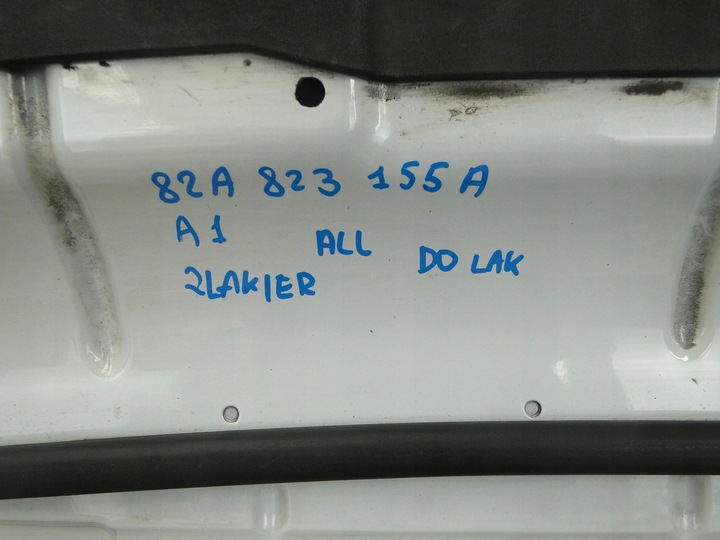 82A 823 155 A
A1 ALL DO LAK
2LAKIER